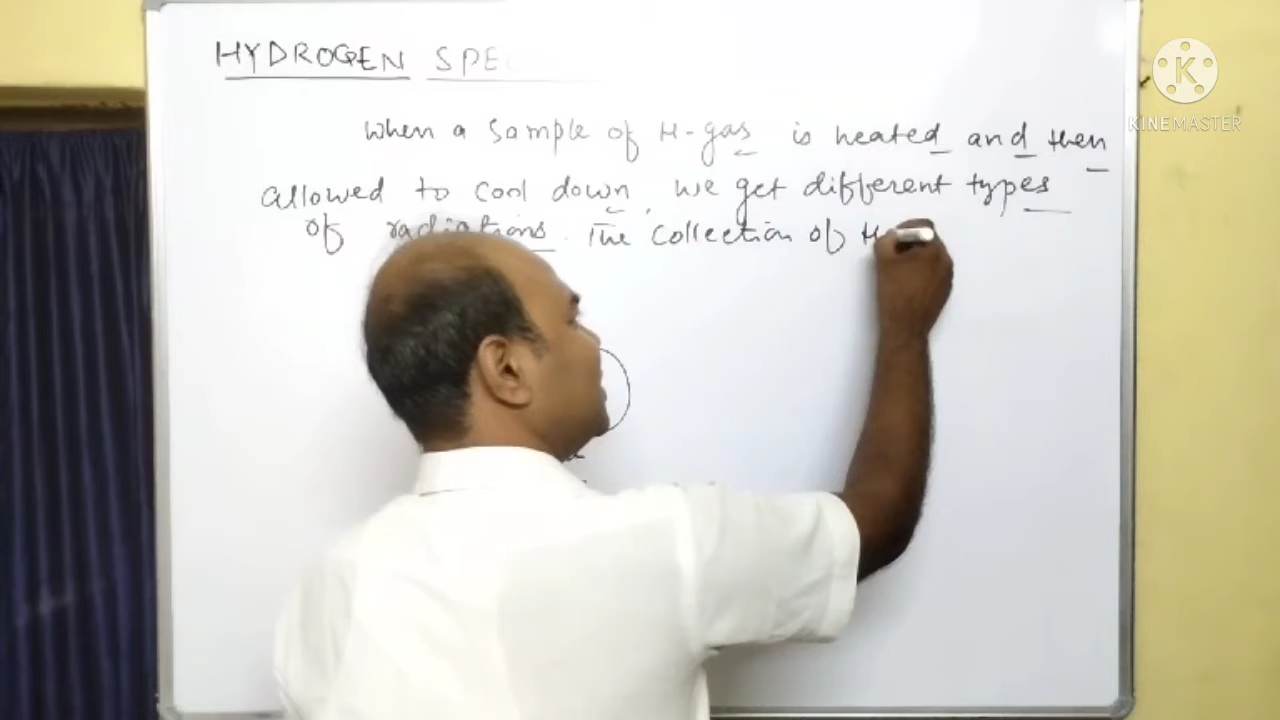 HYDROGEN SPE
When a sample of H-gas is heated and then
allowed to cool down, we get different types
of radiations. The collection of
KINEMASTER